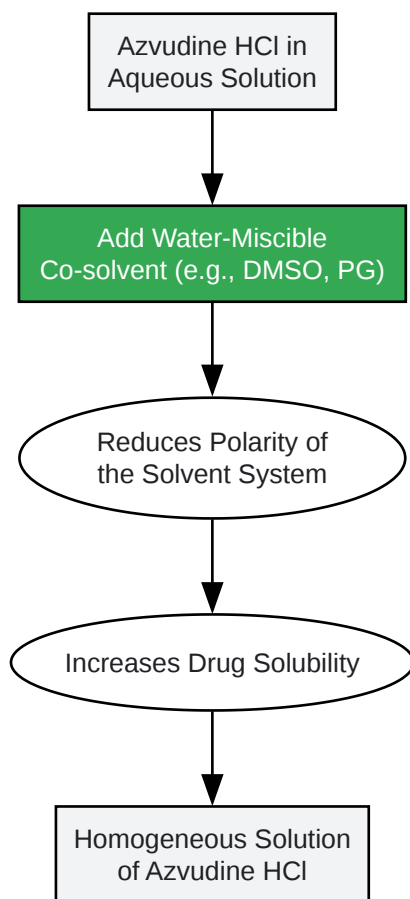 Azvudine HCl in
Aqueous Solution
Add Water-Miscible
Co-solvent (e.g., DMSO, PG)
Reduces Polarity of
the Solvent System
Increases Drug Solubility
Homogeneous Solution
of Azvudine HCl